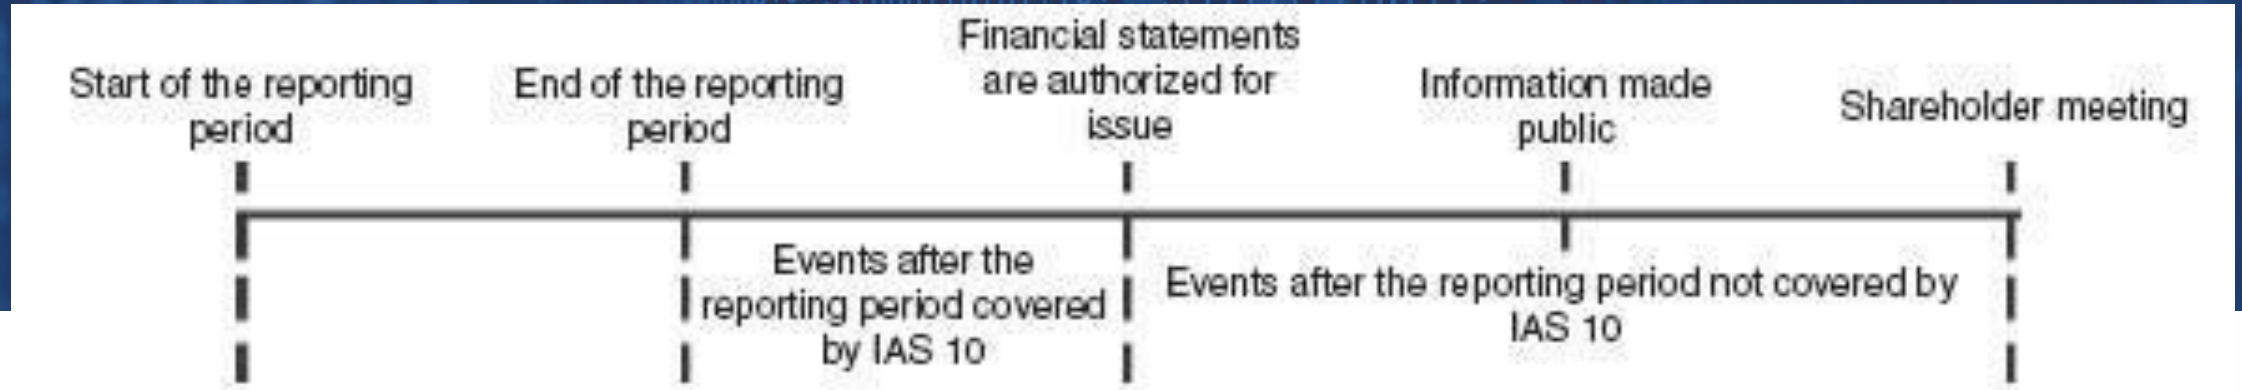 Start of the reporting
period
End of the reporting
period
Financial statements
are authorized for
issue
Information made
public
Shareholder meeting
Events after the
reporting period covered
by IAS 10
Events after the reporting period not covered by
IAS 10